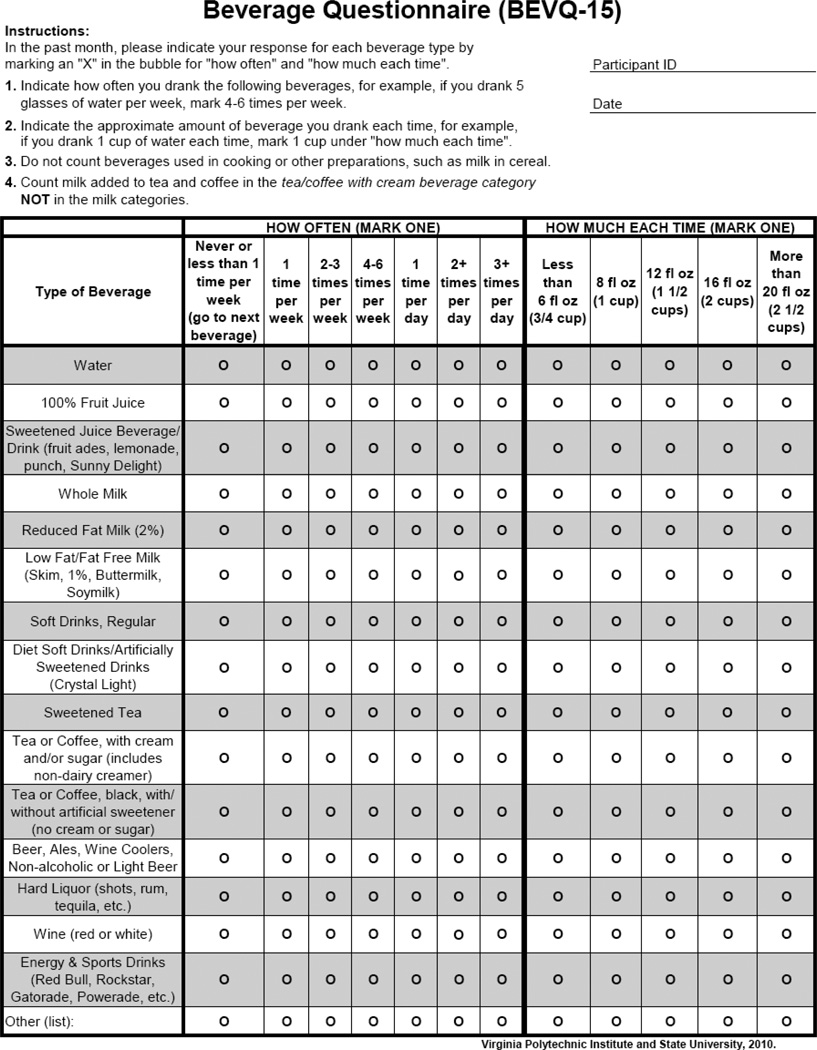 Beverage Questionnaire (BEVQ-15)
Instructions:
In the past month, please indicate your response for each beverage type by
marking an "X" in the bubble for "how often" and "how much each time".
1. Indicate how often you drank the following beverages, for example, if you drank 5
glasses of water per week, mark 4-6 times per week.
2. Indicate the approximate amount of beverage you drank each time, for example,
if you drank 1 cup of water each time, mark 1 cup under "how much each time".
3. Do not count beverages used in cooking or other preparations, such as milk in cereal.
4. Count milk added to tea and coffee in the tea/coffee with cream beverage category
NOT in the milk categories.
Participant ID
Date
HOW OFTEN (MARK ONE)
HOW MUCH EACH TIME (MARK ONE)
Type of Beverage
Never or
less than 1
time per
week
(go to next
beverage)
1
time
per
week
2-3
times
per
week
4-6
times
per
week
1
time
per
day
2+
times
per
day
3+
times
per
day
Less
than
6 fl oz
(3/4 cup)
8 fl oz
(1 cup)
12 fl oz
(1 1/2
cups)
16 fl oz
(2 cups)
More
than
20 fl oz
(2 1/2
cups)
Water O O O O O O O O O O O O
100% Fruit Juice O O O O O O O O O O O O
Sweetened Juice Beverage/
Drink (fruit ades, lemonade,
punch, Sunny Delight) O O O O O O O O O O O O
Whole Milk O O O O O O O O O O O O
Reduced Fat Milk (2%) O O O O O O O O O O O O
Low Fat/Fat Free Milk
(Skim, 1%, Buttermilk,
Soymilk) O O O O O O O O O O O O
Soft Drinks, Regular O O O O O O O O O O O O
Diet Soft Drinks/Artificially
Sweetened Drinks
(Crystal Light) O O O O O O O O O O O O
Sweetened Tea O O O O O O O O O O O O
Tea or Coffee, with cream
and/or sugar (includes
non-dairy creamer) O O O O O O O O O O O O
Tea or Coffee, black, with/
without artificial sweetener
(no cream or sugar) O O O O O O O O O O O O
Beer, Ales, Wine Coolers,
Non-alcoholic or Light Beer O O O O O O O O O O O O
Hard Liquor (shots, rum,
tequila, etc.) O O O O O O O O O O O O
Wine (red or white) O O O O O O O O O O O O
Energy & Sports Drinks
(Red Bull, Rockstar,
Gatorade, Powerade, etc.) O O O O O O O O O O O O
Other (list): O O O O O O O O O O O O
Virginia Polytechnic Institute and State University, 2010.